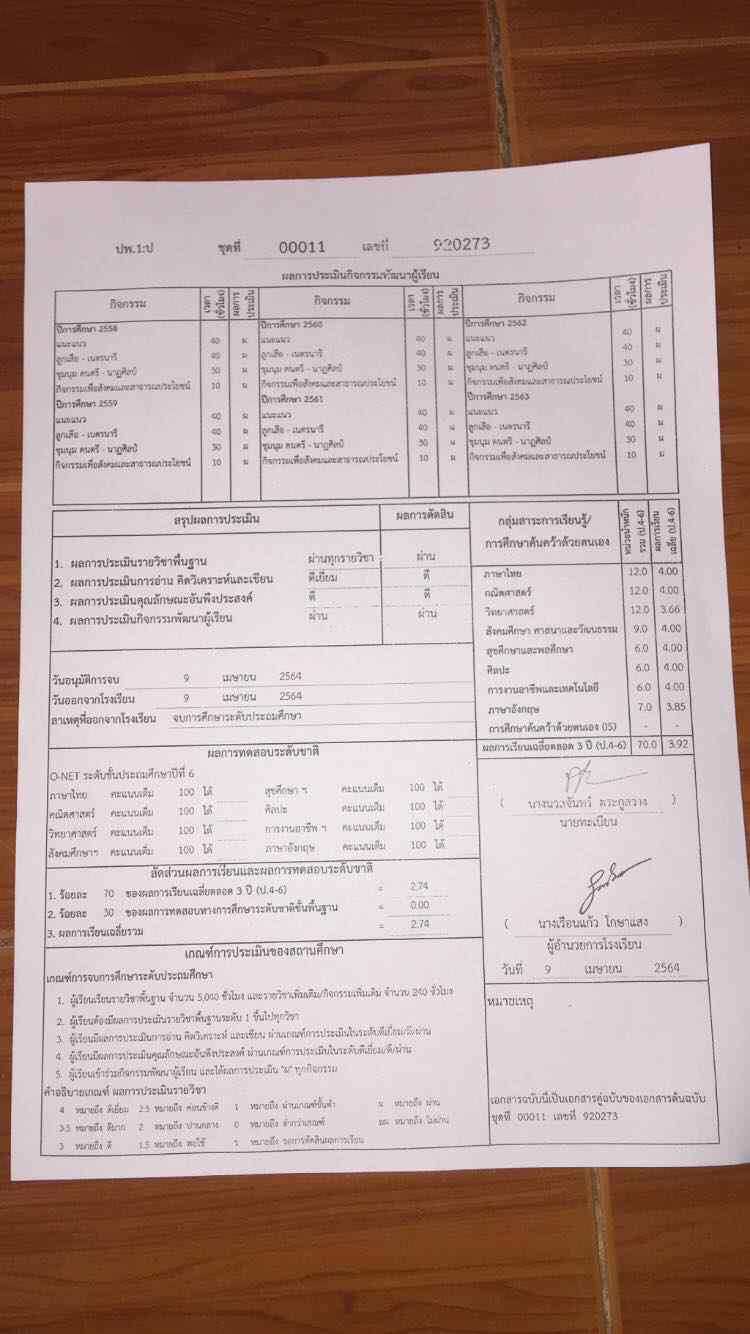 ปพ.1:ป ชุดที่ 00011 เลขที่ 920273
ผลการประเมินกิจกรรมพัฒนาผู้เรียน
กิจกรรม เวลา (ชั่วโมง) ผลการประเมิน กิจกรรม เวลา (ชั่วโมง) ผลการประเมิน กิจกรรม เวลา (ชั่วโมง) ผลการประเมิน
ปีการศึกษา 2558 ปีการศึกษา 2560 ปีการศึกษา 2562
แนะแนว 40 ผ แนะแนว 40 ผ แนะแนว 40 ผ
ลูกเสือ - เนตรนารี 40 ผ ลูกเสือ - เนตรนารี 40 ผ ลูกเสือ - เนตรนารี 40 ผ
ชุมนุม ดนตรี - นาฏศิลป์ 30 ผ ชุมนุม ดนตรี - นาฏศิลป์ 30 ผ ชุมนุม ดนตรี - นาฏศิลป์ 30 ผ
กิจกรรมเพื่อสังคมและสาธารณประโยชน์ 10 ผ กิจกรรมเพื่อสังคมและสาธารณประโยชน์ 10 ผ กิจกรรมเพื่อสังคมและสาธารณประโยชน์ 10 ผ
ปีการศึกษา 2559 ปีการศึกษา 2561 ปีการศึกษา 2563
แนะแนว 40 ผ แนะแนว 40 ผ แนะแนว 40 ผ
ลูกเสือ - เนตรนารี 40 ผ ลูกเสือ - เนตรนารี 40 ผ ลูกเสือ - เนตรนารี 40 ผ
ชุมนุม ดนตรี - นาฏศิลป์ 30 ผ ชุมนุม ดนตรี - นาฏศิลป์ 30 ผ ชุมนุม ดนตรี - นาฏศิลป์ 30 ผ
กิจกรรมเพื่อสังคมและสาธารณประโยชน์ 10 ผ กิจกรรมเพื่อสังคมและสาธารณประโยชน์ 10 ผ กิจกรรมเพื่อสังคมและสาธารณประโยชน์ 10 ผ
สรุปผลการประเมิน ผลการตัดสิน
1. ผลการประเมินรายวิชาพื้นฐาน ผ่านทุกรายวิชา ผ่าน
2. ผลการประเมินการอ่าน คิดวิเคราะห์และเขียน ดีเยี่ยม ดี
3. ผลการประเมินคุณลักษณะอันพึงประสงค์ ดี ดี
4. ผลการประเมินกิจกรรมพัฒนาผู้เรียน ผ่าน ผ่าน
วันอนุมัติการจบ 9 เมษายน 2564
วันออกจากโรงเรียน 9 เมษายน 2564
สาเหตุที่ออกจากโรงเรียน จบการศึกษาระดับประถมศึกษา
ผลการทดสอบระดับชาติ
O-NET ระดับชั้นประถมศึกษาปีที่ 6
ภาษาไทย คะแนนเต็ม 100 ได้ สุขศึกษา ฯ คะแนนเต็ม 100 ได้
คณิตศาสตร์ คะแนนเต็ม 100 ได้ ศิลปะ คะแนนเต็ม 100 ได้
วิทยาศาสตร์ คะแนนเต็ม 100 ได้ การงานอาชีพ ฯ คะแนนเต็ม 100 ได้
สังคมศึกษาฯ คะแนนเต็ม 100 ได้ ภาษาอังกฤษ คะแนนเต็ม 100 ได้
สัดส่วนผลการเรียนและผลการทดสอบระดับชาติ
1. ร้อยละ 70 ของผลการเรียนเฉลี่ยตลอด 3 ปี (ป.4-6) = 2.74
2. ร้อยละ 30 ของผลการทดสอบทางการศึกษาระดับชาติขั้นพื้นฐาน = 0.00
3. ผลการเรียนเฉลี่ยรวม = 2.74
เกณฑ์การประเมินของสถานศึกษา
เกณฑ์การจบการศึกษาระดับประถมศึกษา
1. ผู้เรียนเรียนรายวิชาพื้นฐาน จำนวน 5,040 ชั่วโมง และรายวิชาเพิ่มเติม/กิจกรรมเพิ่มเติม จำนวน 240 ชั่วโมง
2. ผู้เรียนต้องมีผลการประเมินรายวิชาพื้นฐานระดับ 1 ขึ้นไปทุกวิชา
3. ผู้เรียนมีผลการประเมินการอ่าน คิดวิเคราะห์ และเขียน ผ่านเกณฑ์การประเมินในระดับดีเยี่ยม/ดี/ผ่าน
4. ผู้เรียนมีผลการประเมินคุณลักษณะอันพึงประสงค์ ผ่านเกณฑ์การประเมินในระดับดีเยี่ยม/ดี/ผ่าน
5. ผู้เรียนเข้าร่วมกิจกรรมพัฒนาผู้เรียน และได้ผลการประเมิน "ผ" ทุกกิจกรรม
คำอธิบายเกณฑ์ ผลการประเมินรายวิชา
4 หมายถึง ดีเยี่ยม 2.5 หมายถึง ค่อนข้างดี 1 หมายถึง ผ่านเกณฑ์ขั้นต่ำ ผ หมายถึง ผ่าน
3.5 หมายถึง ดีมาก 2 หมายถึง ปานกลาง 0 หมายถึง ต่ำกว่าเกณฑ์ มผ หมายถึง ไม่ผ่าน
3 หมายถึง ดี 1.5 หมายถึง พอใช้ ร หมายถึง รอการตัดสินผลการเรียน
กลุ่มสาระการเรียนรู้/การศึกษาค้นคว้าด้วยตนเอง หน่วยน้ำหนักรวม (ป.4-6) ผลการเรียนเฉลี่ย (ป.4-6)
ภาษาไทย 12.0 4.00
คณิตศาสตร์ 12.0 4.00
วิทยาศาสตร์ 12.0 3.66
สังคมศึกษา ศาสนาและวัฒนธรรม 9.0 4.00
สุขศึกษาและพลศึกษา 6.0 4.00
ศิลปะ 6.0 4.00
การงานอาชีพและเทคโนโลยี 6.0 4.00
ภาษาอังกฤษ 7.0 3.85
การศึกษาค้นคว้าด้วยตนเอง (IS) - -
ผลการเรียนเฉลี่ยตลอด 3 ปี (ป.4-6) 70.0 3.92
( นางนวลจันทร์ ตระกูลวาง )
นายทะเบียน
( นางเรือนแก้ว โกษาแสง )
ผู้อำนวยการโรงเรียน
วันที่ 9 เมษายน 2564
หมายเหตุ
เอกสารฉบับนี้เป็นเอกสารคู่ฉบับของเอกสารต้นฉบับ
ชุดที่ 00011 เลขที่ 920273